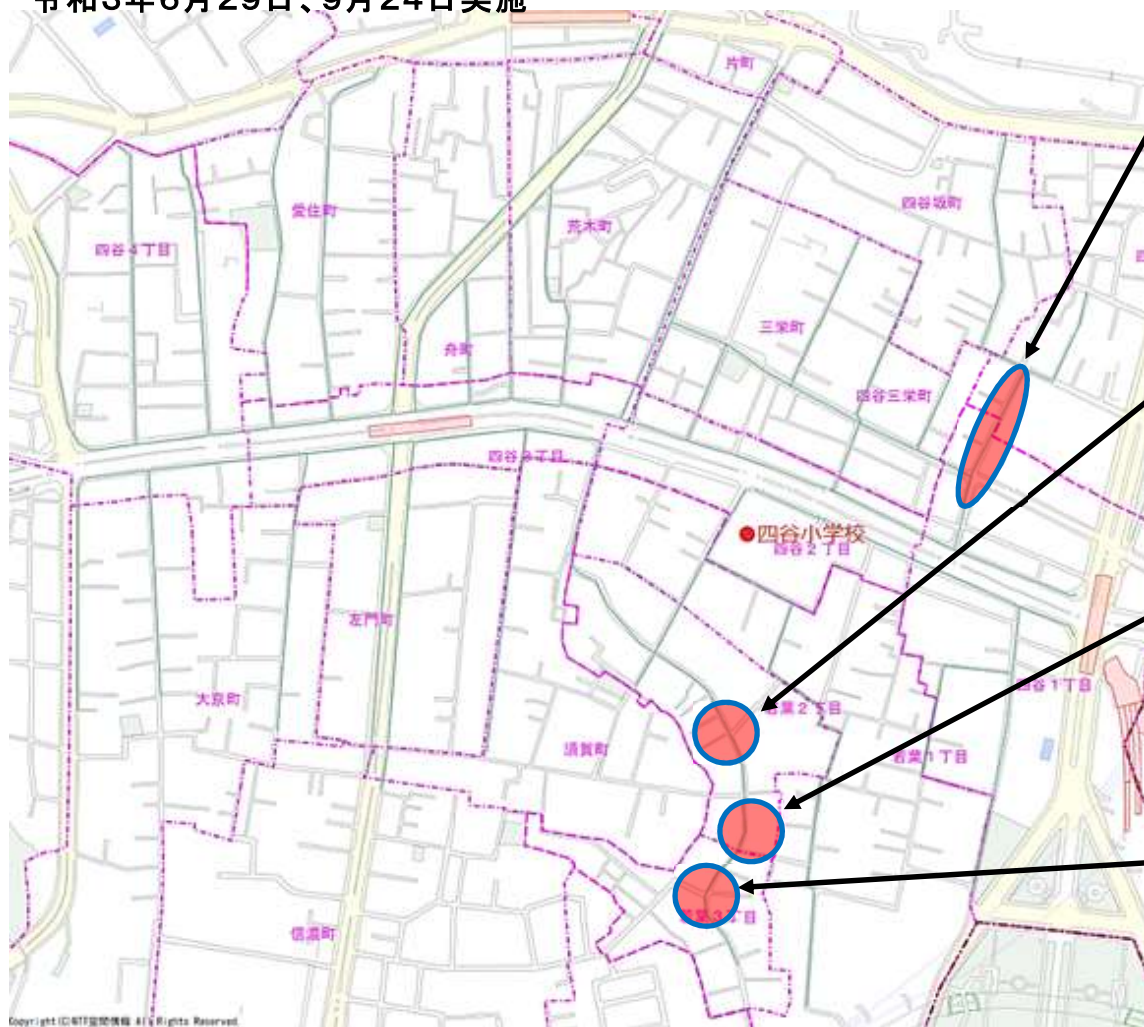 令和3年6月29日、9月24日実施
片町
愛住町
四谷坂町
荒木町
四谷4丁目
三栄町
舟町
四谷三栄町
四谷3丁目
四谷小学校
四谷2丁目
左門町
四谷1丁目
大京町
若葉2丁目
須賀町
若葉1丁目
若葉3丁目
信濃町
Copyright (C) NTT空間情報 All Rights Reserved.